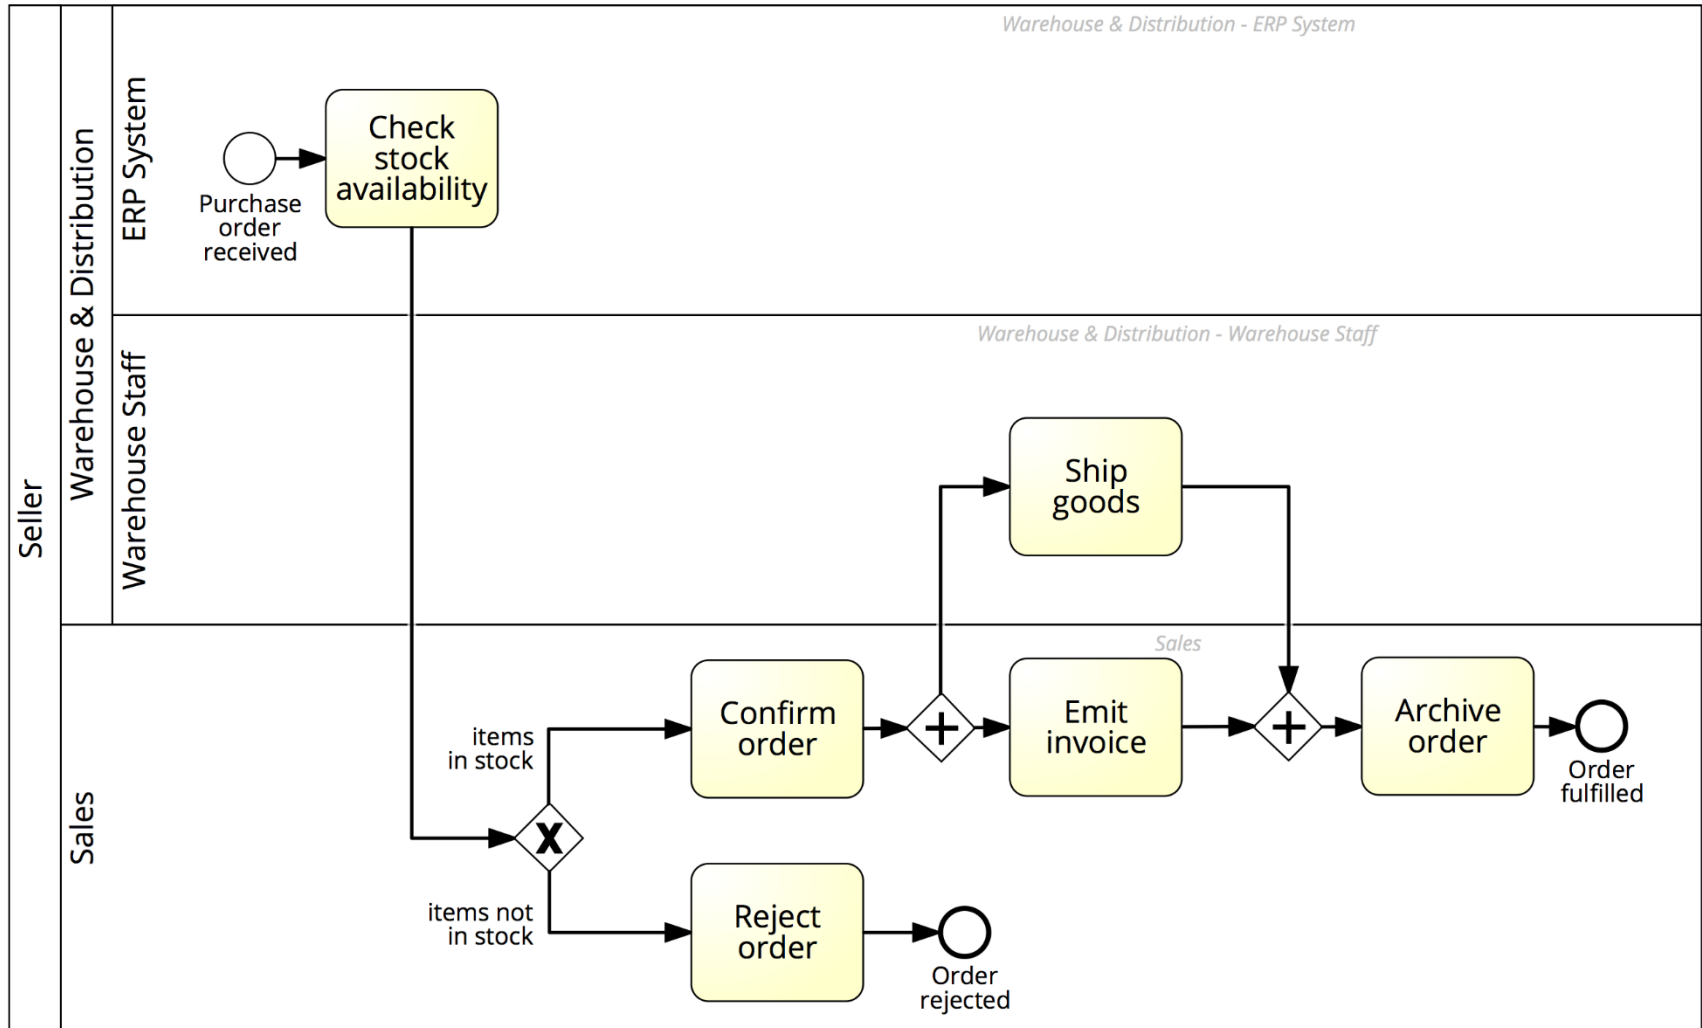 Warehouse & Distribution - ERP System
Seller
Warehouse & Distribution
ERP System
Purchase
order
received
Check
stock
availability
Warehouse & Distribution - Warehouse Staff
Warehouse Staff
Ship
goods
Sales
Sales
items
in stock
Confirm
order
Emit
invoice
Archive
order
Order
fulfilled
X
items not
in stock
Reject
order
Order
rejected